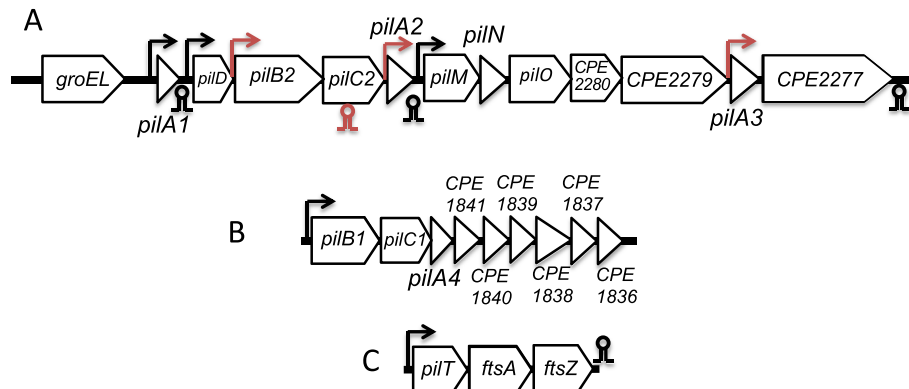 A
pilA2
pilN
groEL
pilD
pilB2
pilC2
pilM
pilO
CPE
2280
CPE2279
CPE2277
pilA1
pilA3
B
CPE
1841
CPE
1839
CPE
1837
pilB1
pilC1
pilA4
CPE
1840
CPE
1838
CPE
1836
C
pilT
ftsA
ftsZ